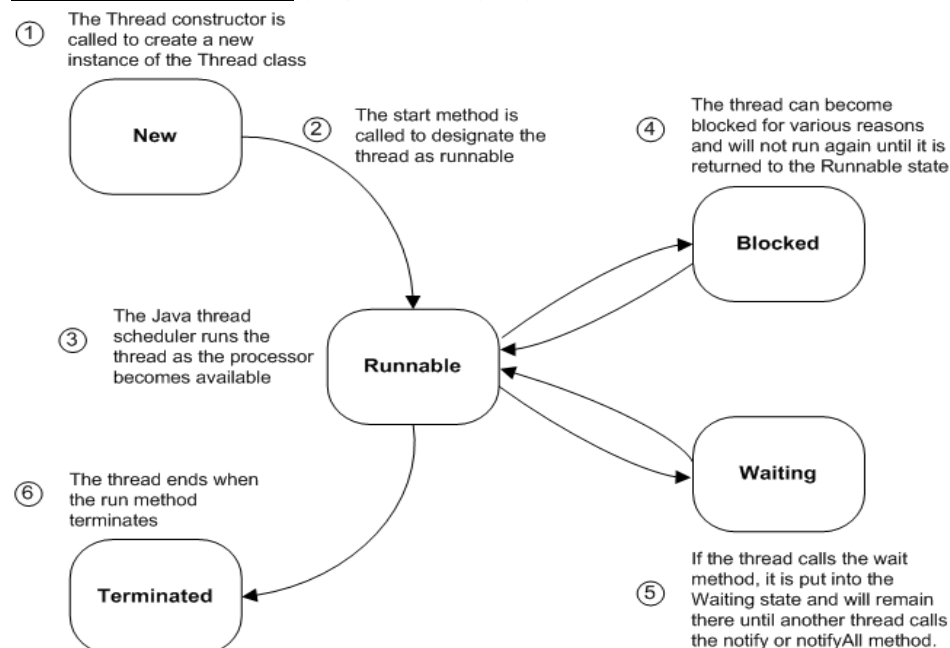 1
The Thread constructor is
called to create a new
instance of the Thread class
New
2
The start method is
called to designate the
thread as runnable
4
The thread can become
blocked for various reasons
and will not run again until it is
returned to the Runnable state
Blocked
3
The Java thread
scheduler runs the
thread as the processor
becomes available
Runnable
Waiting
6
The thread ends when
the run method
terminates
Terminated
5
If the thread calls the wait
method, it is put into the
Waiting state and will remain
there until another thread calls
the notify or notifyAll method.